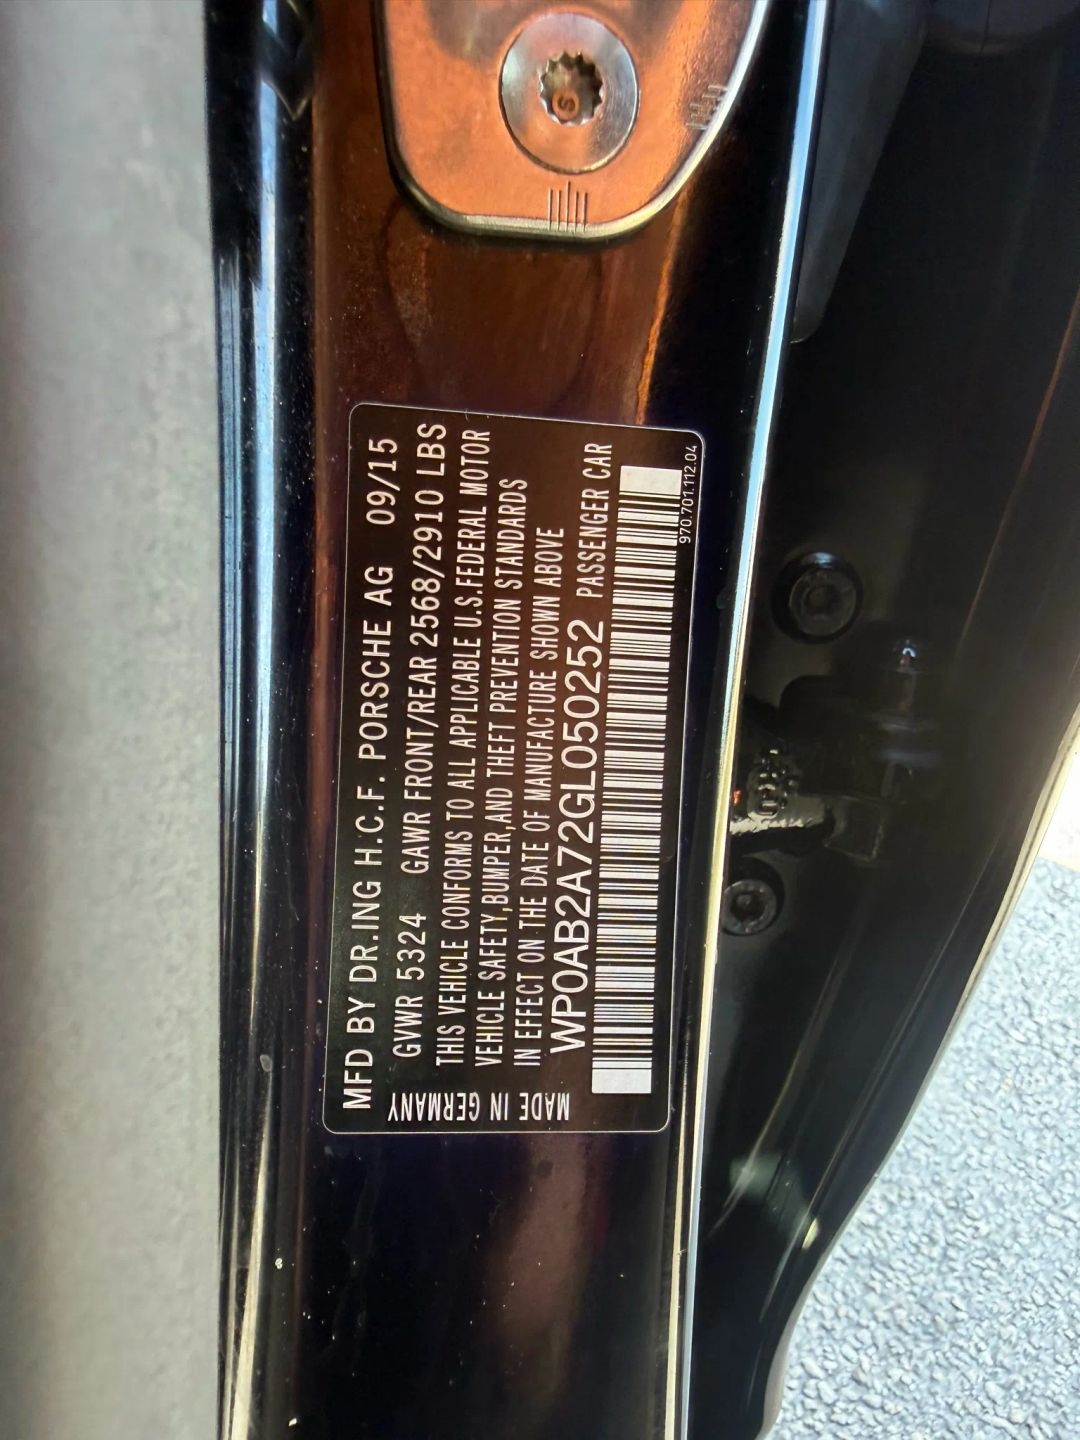 MFD BY DR.ING H.C.F. PORSCHE AG 09/15
GVWR 5324 GAWR FRONT/REAR 2568/2910 LBS
THIS VEHICLE CONFORMS TO ALL APPLICABLE U.S.FEDERAL MOTOR
VEHICLE SAFETY,BUMPER,AND THEFT PREVENTION STANDARDS
IN EFFECT ON THE DATE OF MANUFACTURE SHOWN ABOVE
WP0AB2A72GL050252 PASSENGER CAR
MADE IN GERMANY
970.701.112.04